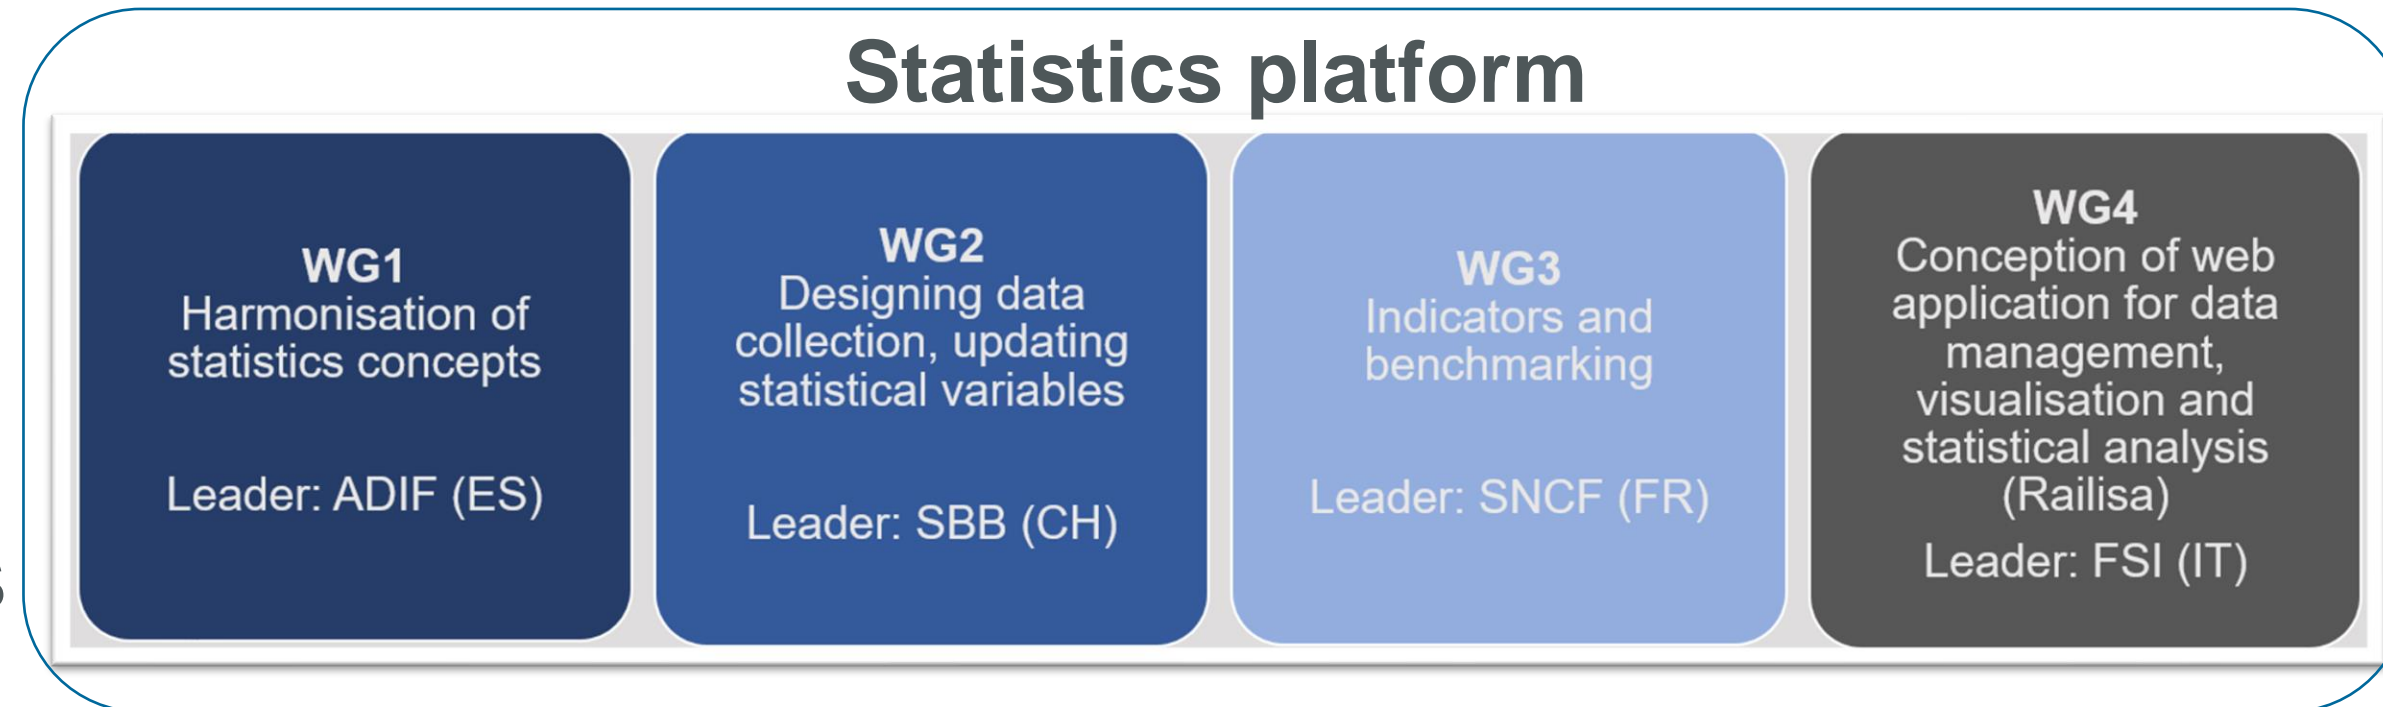 Statistics platform
WG1
Harmonisation of
statistics concepts
Leader: ADIF (ES)
WG2
Designing data
collection, updating
statistical variables
Leader: SBB (CH)
WG3
Indicators and
benchmarking
Leader: SNCF (FR)
WG4
Conception of web
application for data
management,
visualisation and
statistical analysis
(Railisa)
Leader: FSI (IT)